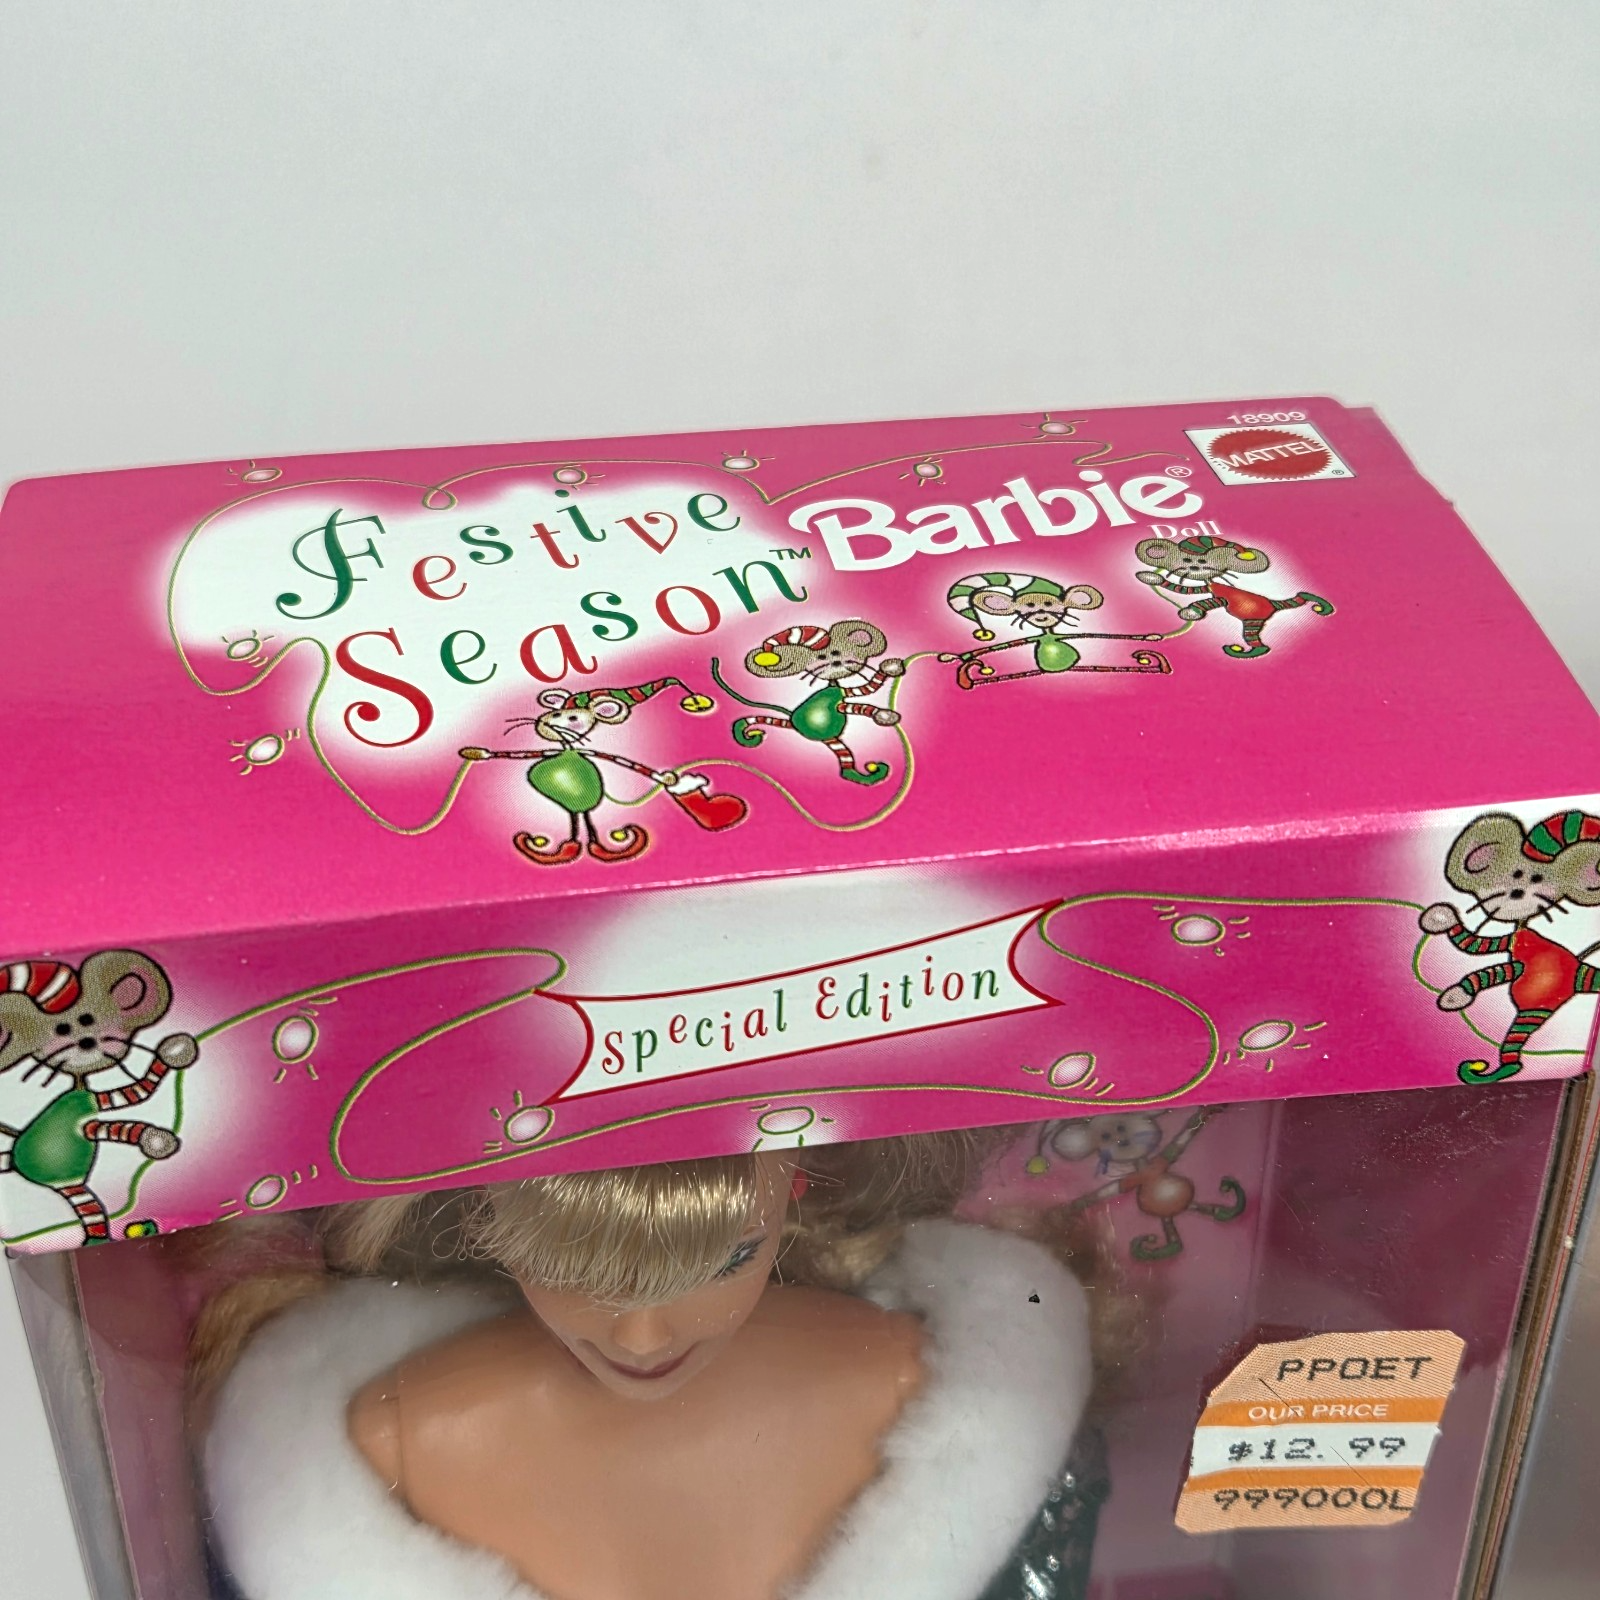 18909
MATTEL®
Festive
Season™
Barbie®
Doll
Special Edition
PPOET
OUR PRICE
$12.99
999000L